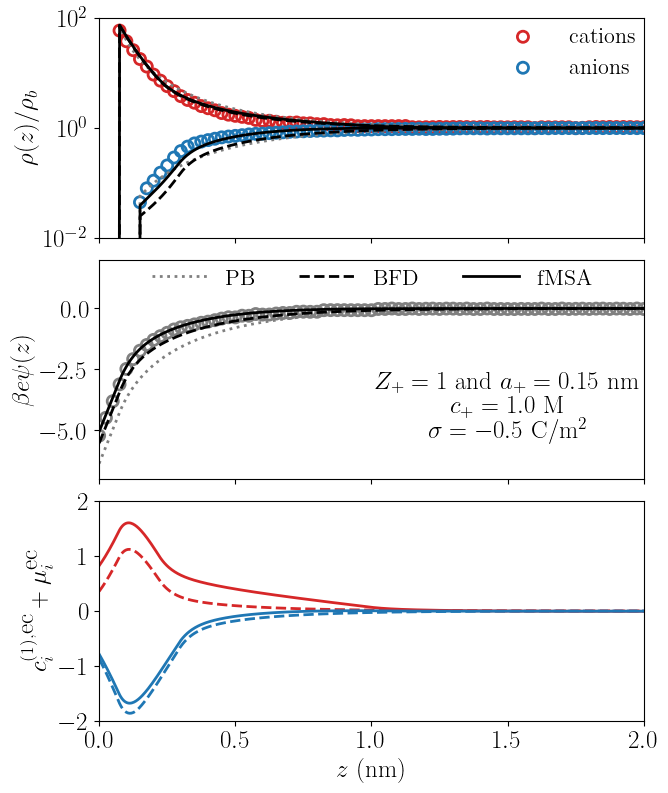 10²
10⁰
10⁻²
ρ(z)/ρ_b
cations
anions
PB
BFD
fMSA
0.0
−2.5
−5.0
βeψ(z)
Z₊ = 1 and a₊ = 0.15 nm
c₊ = 1.0 M
σ = −0.5 C/m²
2
1
0
−1
−2
c_i^{(1),ec} + μ_i^{ec}
0.0
0.5
1.0
1.5
2.0
z (nm)